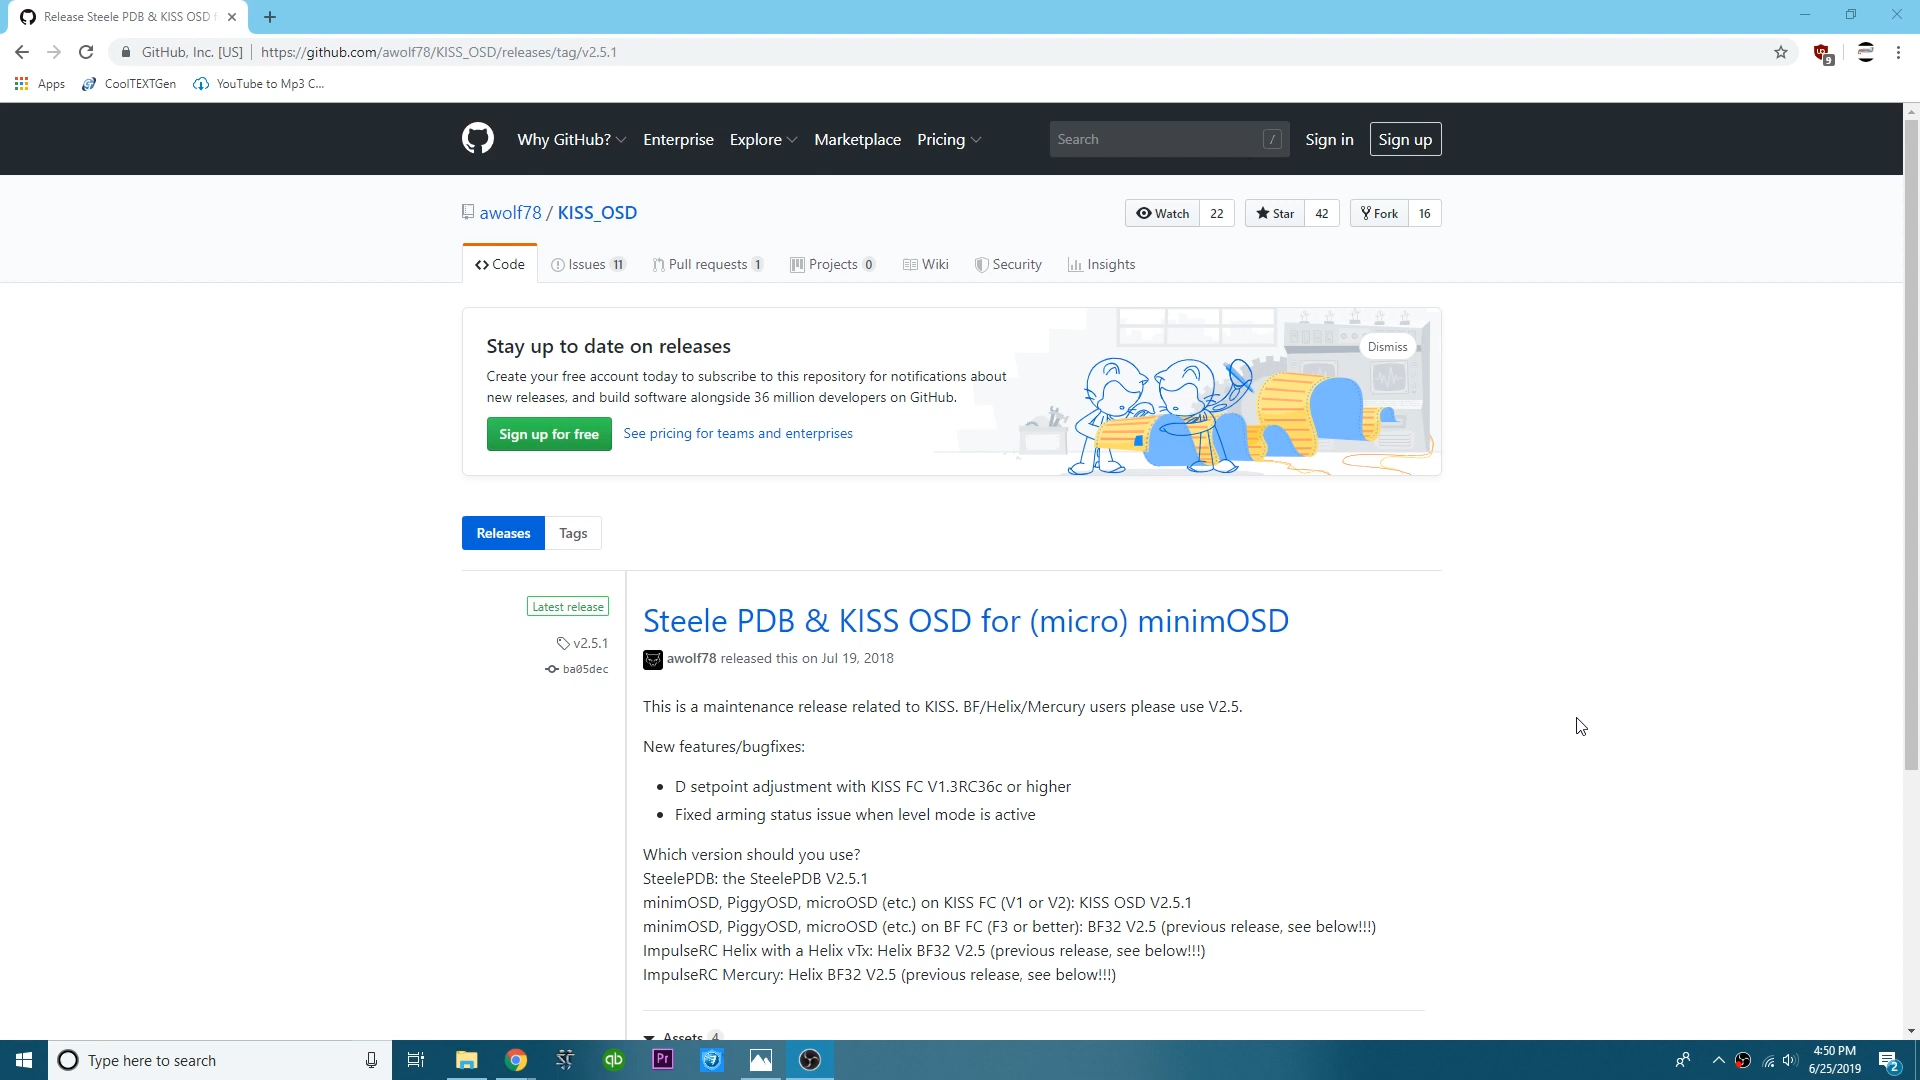 Release Steele PDB & KISS OSD f
GitHub, Inc. [US]
https://github.com/awolf78/KISS_OSD/releases/tag/v2.5.1
9
Apps
CoolTEXTGen
YouTube to Mp3 C...
Why GitHub?
Enterprise
Explore
Marketplace
Pricing
Search
/
Sign in
Sign up
awolf78 / KISS_OSD
Watch 22
Star 42
Fork 16
Code
Issues 11
Pull requests 1
Projects 0
Wiki
Security
Insights
Stay up to date on releases
Create your free account today to subscribe to this repository for notifications about
new releases, and build software alongside 36 million developers on GitHub.
Sign up for free
See pricing for teams and enterprises
Dismiss
Releases
Tags
Latest release
v2.5.1
ba05dec
Steele PDB & KISS OSD for (micro) minimOSD
awolf78 released this on Jul 19, 2018
This is a maintenance release related to KISS. BF/Helix/Mercury users please use V2.5.
New features/bugfixes:
• D setpoint adjustment with KISS FC V1.3RC36c or higher
• Fixed arming status issue when level mode is active
Which version should you use?
SteelePDB: the SteelePDB V2.5.1
minimOSD, PiggyOSD, microOSD (etc.) on KISS FC (V1 or V2): KISS OSD V2.5.1
minimOSD, PiggyOSD, microOSD (etc.) on BF FC (F3 or better): BF32 V2.5 (previous release, see below!!!)
ImpulseRC Helix with a Helix vTx: Helix BF32 V2.5 (previous release, see below!!!)
ImpulseRC Mercury: Helix BF32 V2.5 (previous release, see below!!!)
Assets 4
Type here to search
qb
Pr
4:50 PM
6/25/2019
2